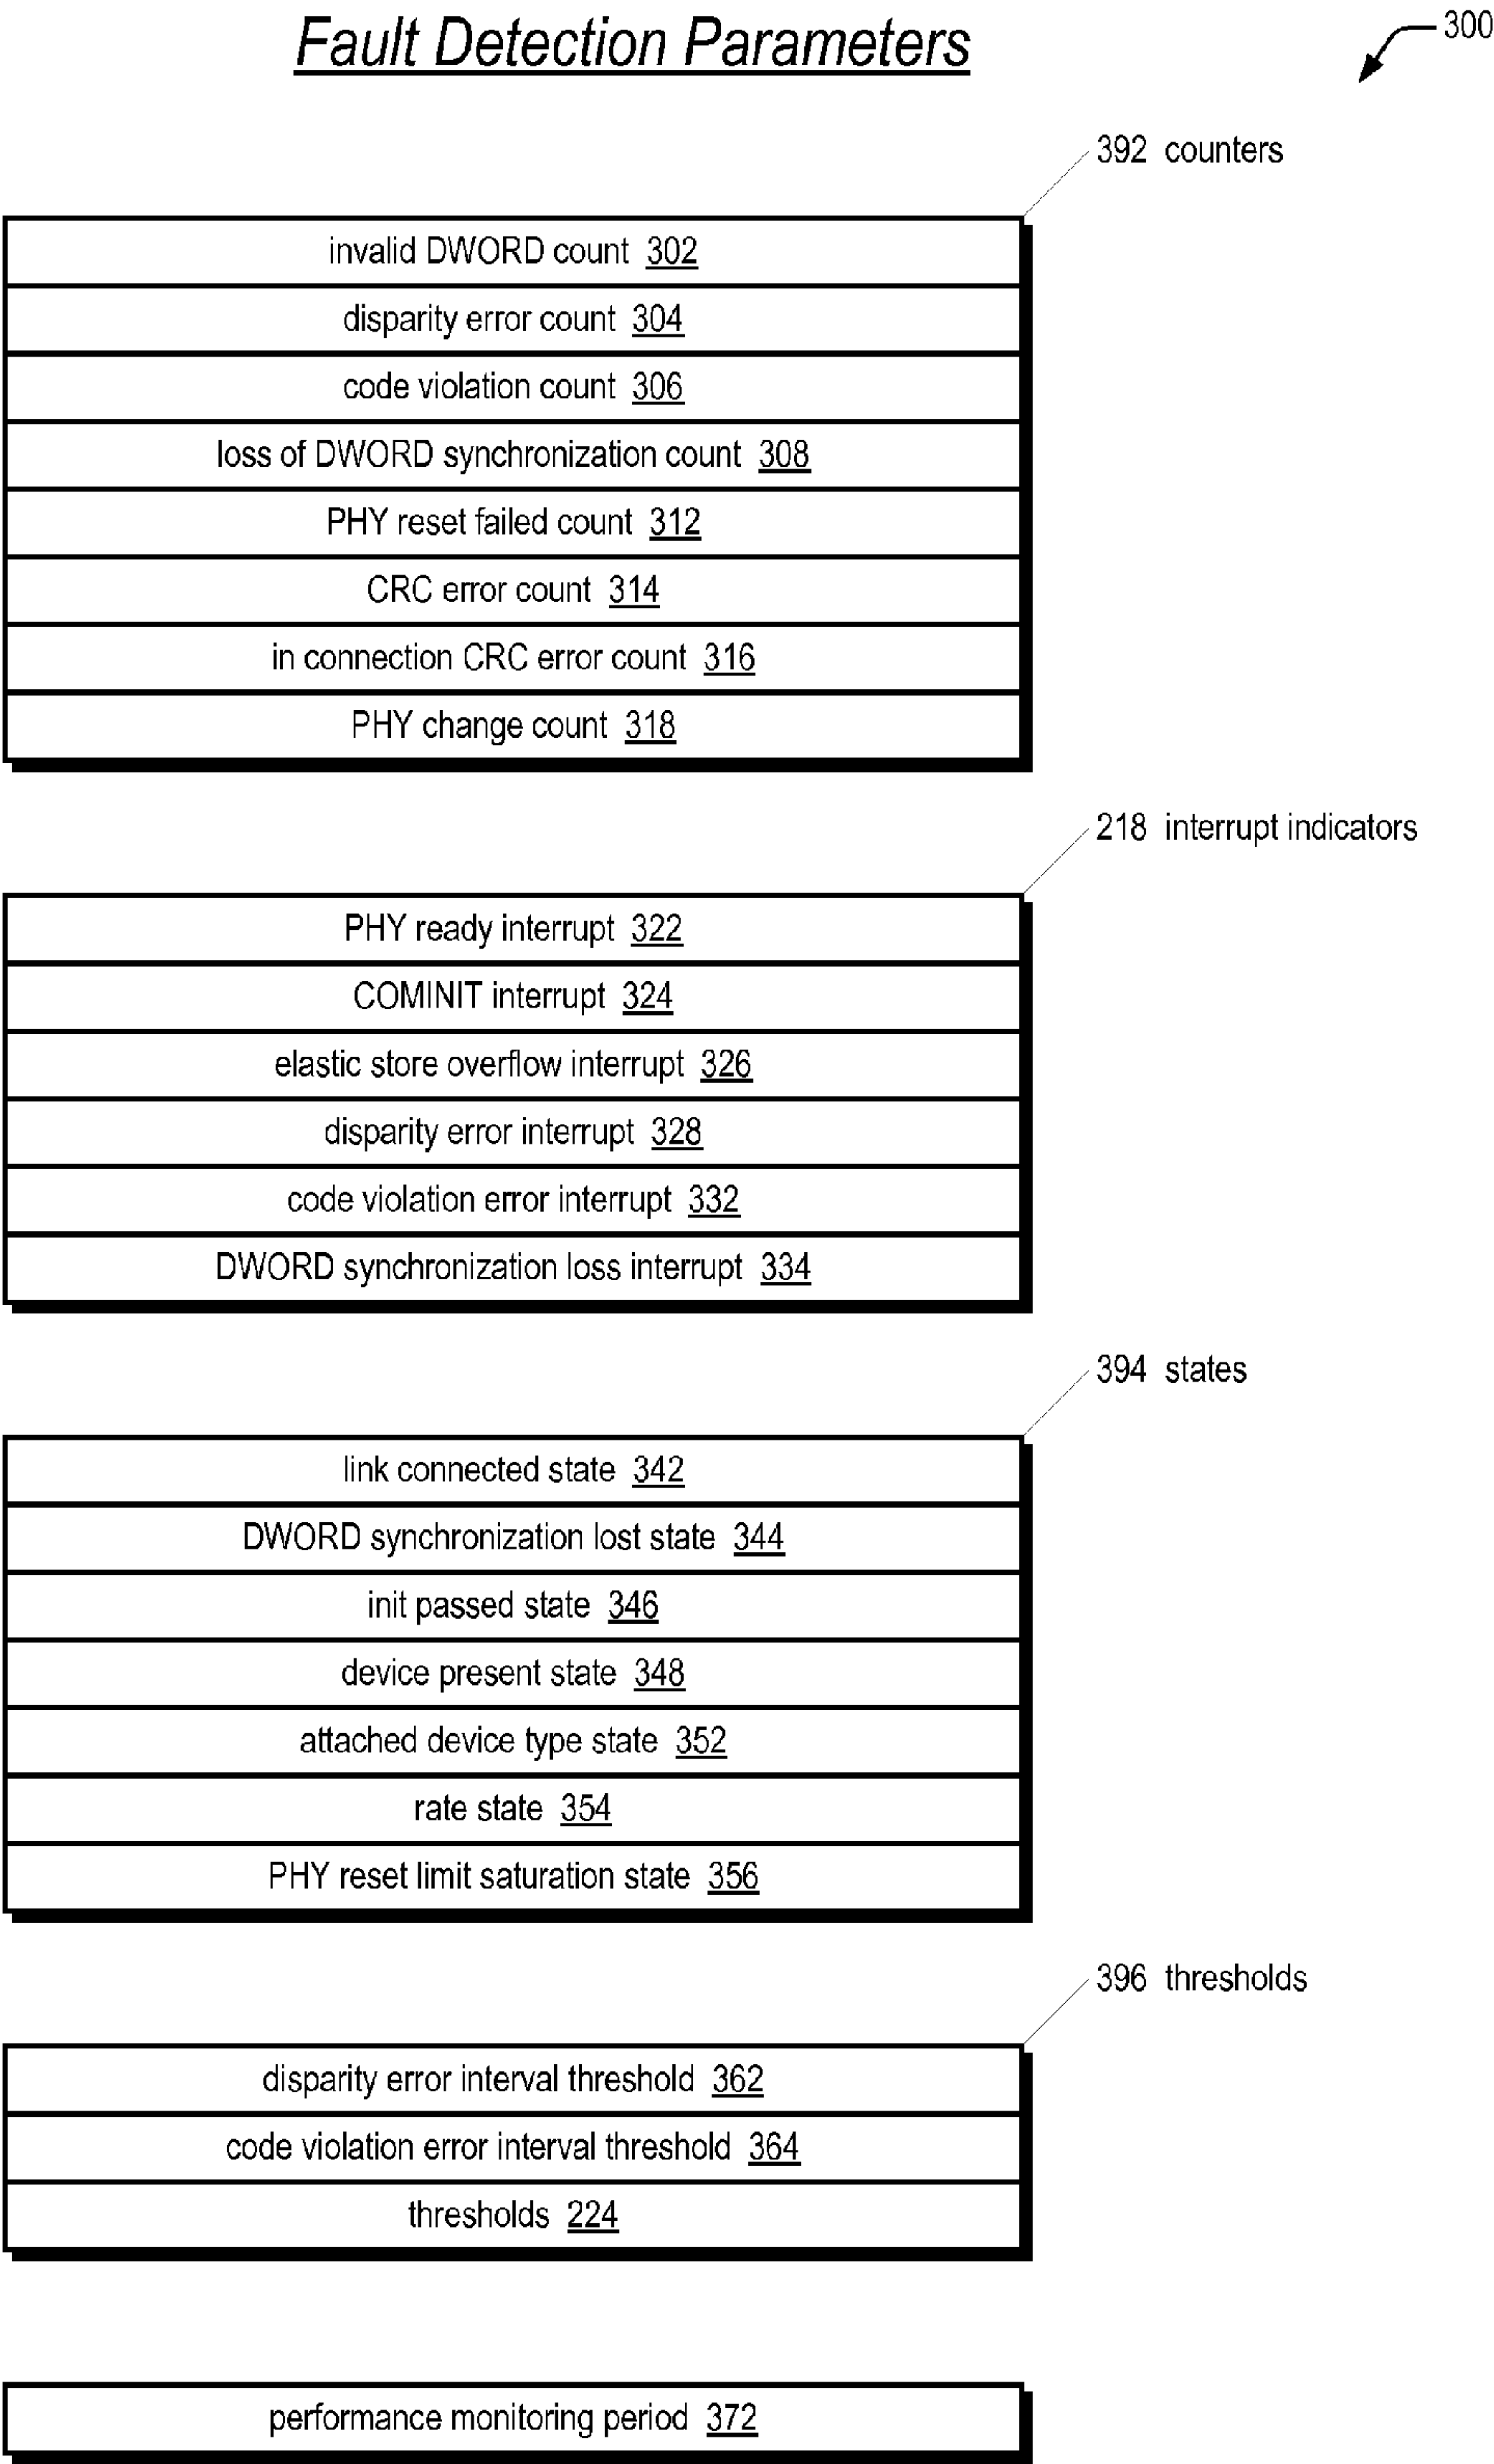 Fault Detection Parameters
300
392 counters
invalid DWORD count 302
disparity error count 304
code violation count 306
loss of DWORD synchronization count 308
PHY reset failed count 312
CRC error count 314
in connection CRC error count 316
PHY change count 318
218 interrupt indicators
PHY ready interrupt 322
COMINIT interrupt 324
elastic store overflow interrupt 326
disparity error interrupt 328
code violation error interrupt 332
DWORD synchronization loss interrupt 334
394 states
link connected state 342
DWORD synchronization lost state 344
init passed state 346
device present state 348
attached device type state 352
rate state 354
PHY reset limit saturation state 356
396 thresholds
disparity error interval threshold 362
code violation error interval threshold 364
thresholds 224
performance monitoring period 372